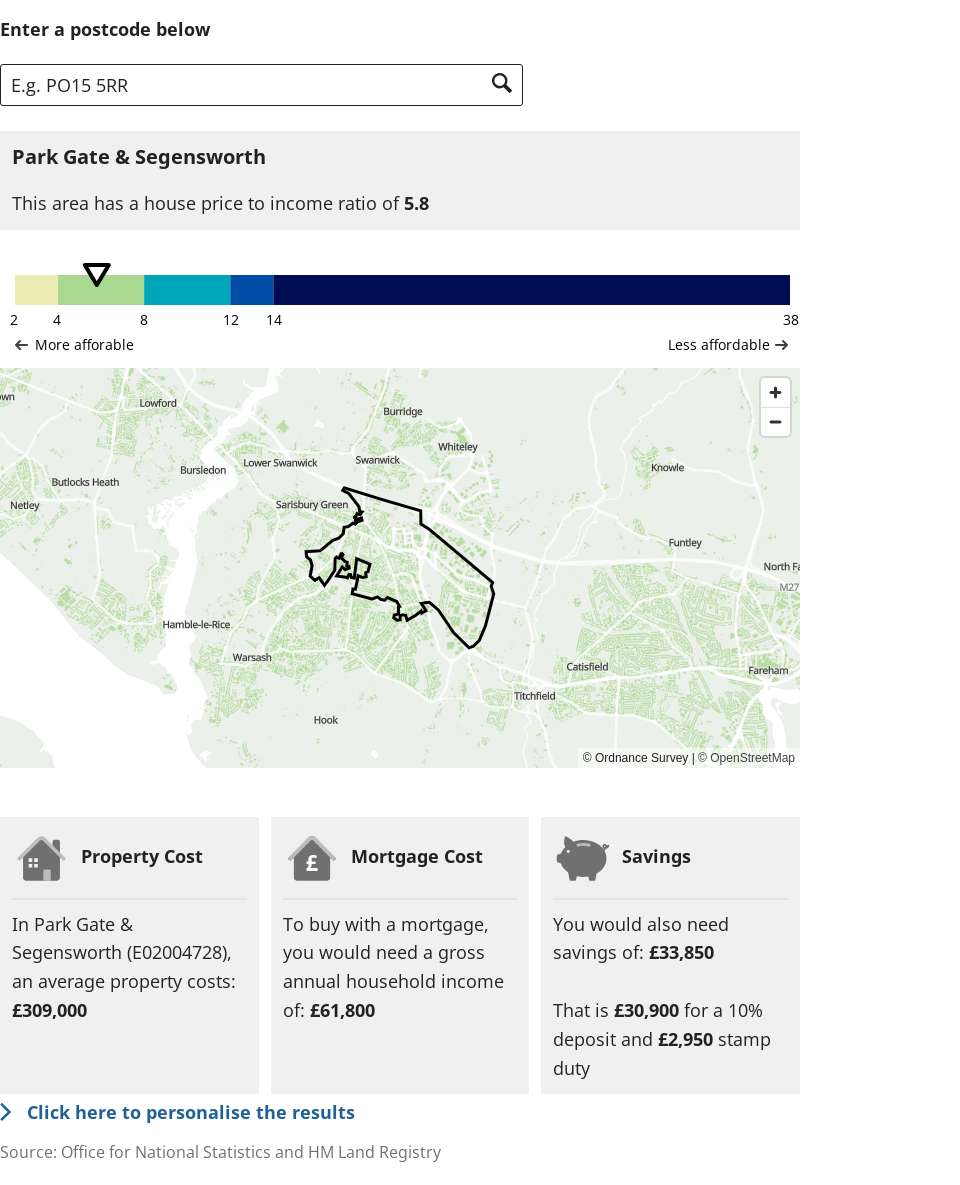 Enter a postcode below
E.g. PO15 5RR
Park Gate & Segensworth
This area has a house price to income ratio of 5.8
2 4 8 12 14 38
More afforable
Less affordable
own
Lowford
Burridge
Whiteley
Lower Swanwick
Swanwick
Bursledon
Knowle
Butlocks Heath
Netley
Sarisbury Green
Funtley
North Fa
M27
Hamble-le-Rice
Warsash
Catisfield
Fareham
Titchfield
Hook
© Ordnance Survey | © OpenStreetMap
Property Cost
In Park Gate &
Segensworth (E02004728),
an average property costs:
£309,000
£
Mortgage Cost
To buy with a mortgage,
you would need a gross
annual household income
of: £61,800
Savings
You would also need
savings of: £33,850
That is £30,900 for a 10%
deposit and £2,950 stamp
duty
Click here to personalise the results
Source: Office for National Statistics and HM Land Registry